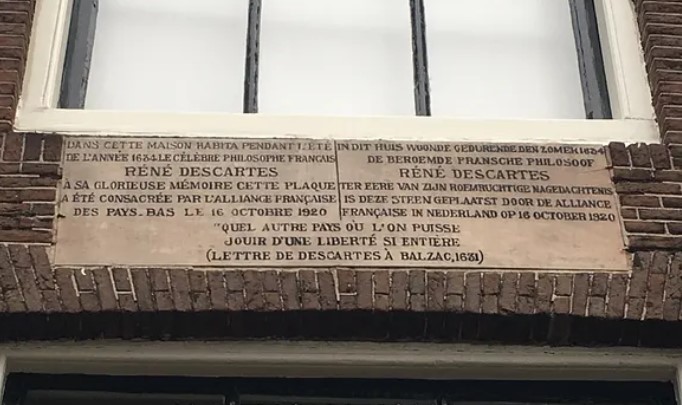 DANS CETTE MAISON HABITA PENDANT L'ÉTÉ
DE L'ANNÉE 1634 LE CÉLÈBRE PHILOSOPHE FRANÇAIS
RÉNÉ DESCARTES
À SA GLORIEUSE MÉMOIRE CETTE PLAQUE
A ÉTÉ CONSACRÉE PAR L'ALLIANCE FRANÇAISE
DES PAYS-BAS LE 16 OCTOBRE 1920
IN DIT HUIS WOONDE GEDURENDE DEN ZOMER 1634
DE BEROEMDE FRANSCHE PHILOSOOF
RÉNÉ DESCARTES
TER EERE VAN ZIJN ROEMRUCHTIGE NAGEDACHTENIS
IS DEZE STEEN GEPLAATST DOOR DE ALLIANCE
FRANÇAISE IN NEDERLAND OP 16 OCTOBER 1920
"QUEL AUTRE PAYS OÙ L'ON PUISSE
JOUIR D'UNE LIBERTÉ SI ENTIÈRE
(LETTRE DE DESCARTES À BALZAC, 1631)